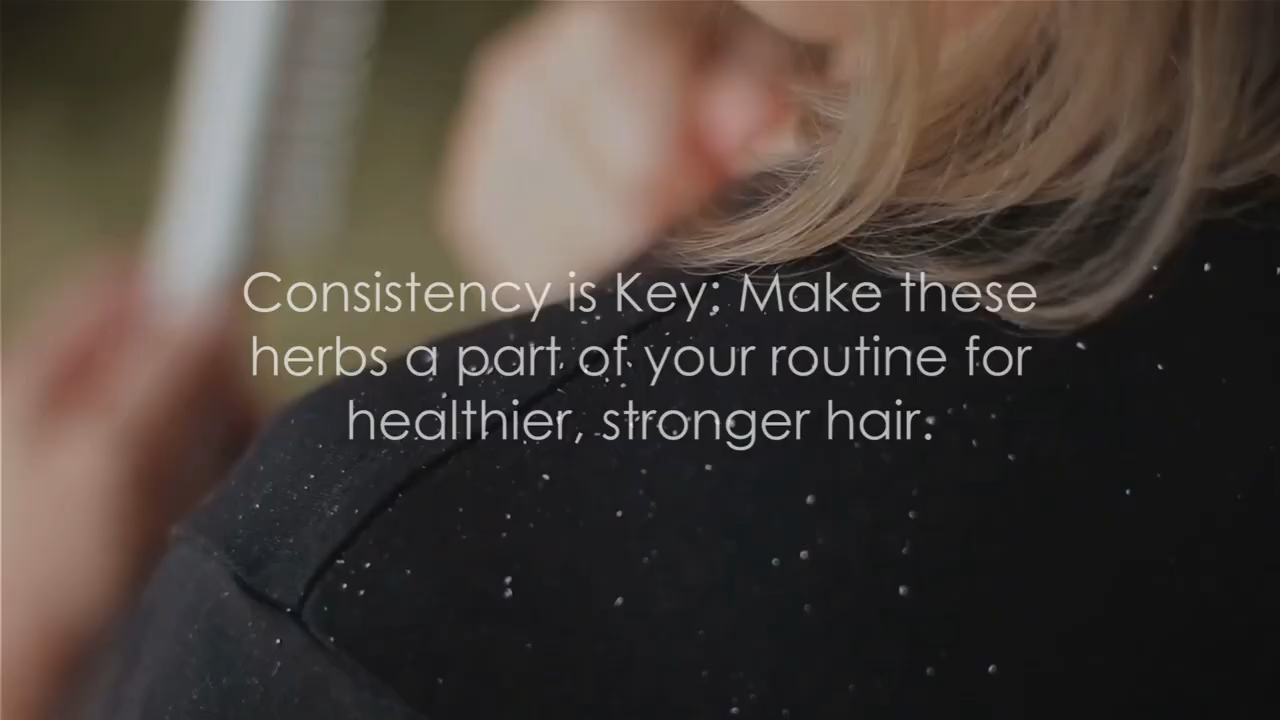 Consistency is Key: Make these
herbs a part of your routine for
healthier, stronger hair.